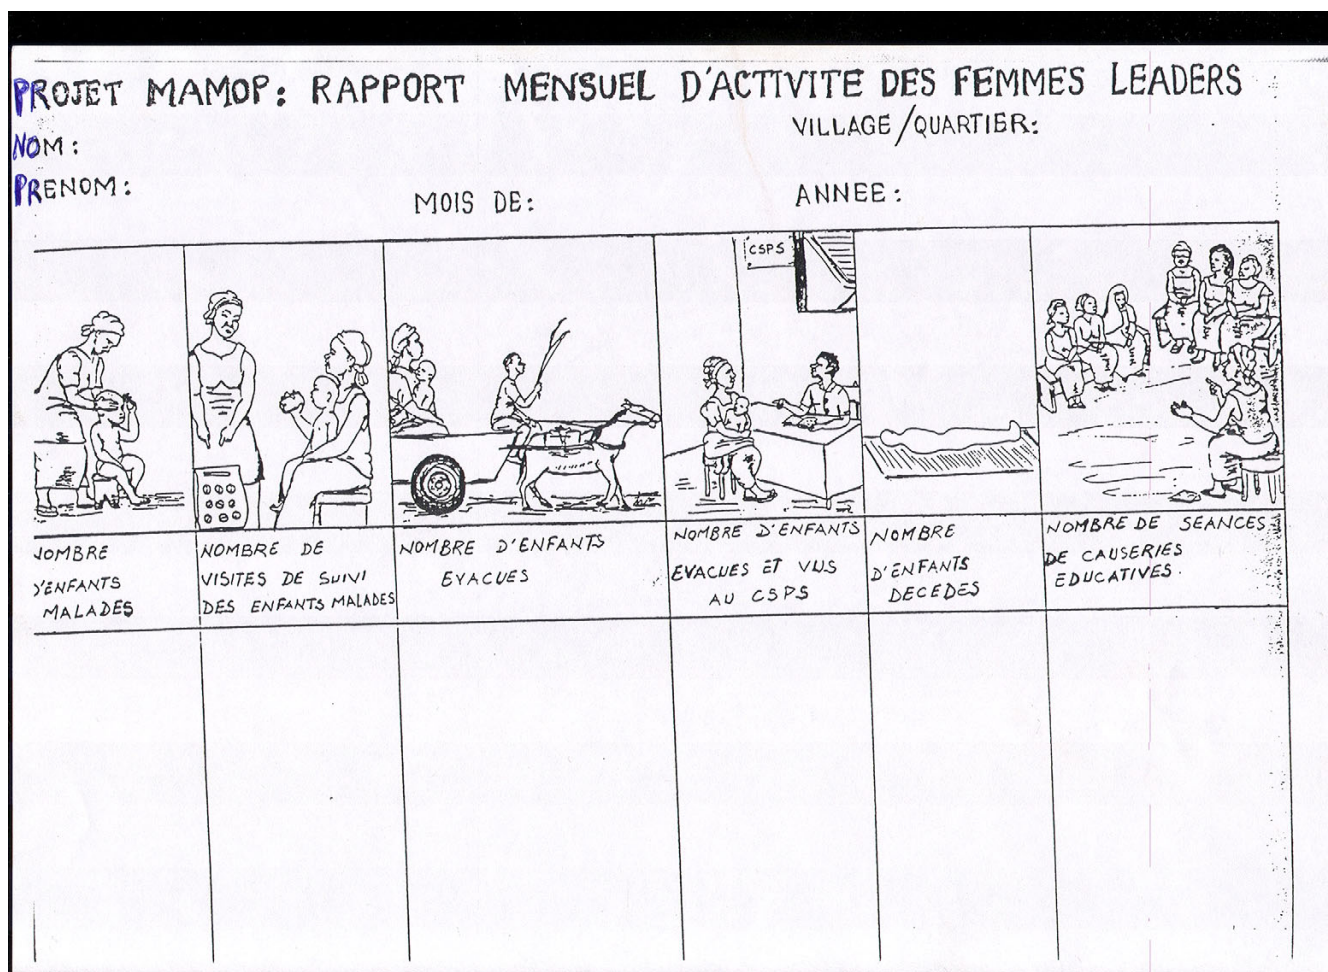 PROJET MAMOP: RAPPORT MENSUEL D'ACTIVITE DES FEMMES LEADERS
NOM:
VILLAGE/QUARTIER:
PRENOM:
MOIS DE:
ANNEE:
CSPS
NOMBRE
D'ENFANTS
MALADES
NOMBRE DE
VISITES DE SUIVI
DES ENFANTS MALADES
NOMBRE D'ENFANTS
EVACUES
NOMBRE D'ENFANTS
EVACUES ET VUS
AU CSPS
NOMBRE
D'ENFANTS
DECEDES
NOMBRE DE SEANCES
DE CAUSERIES
EDUCATIVES.